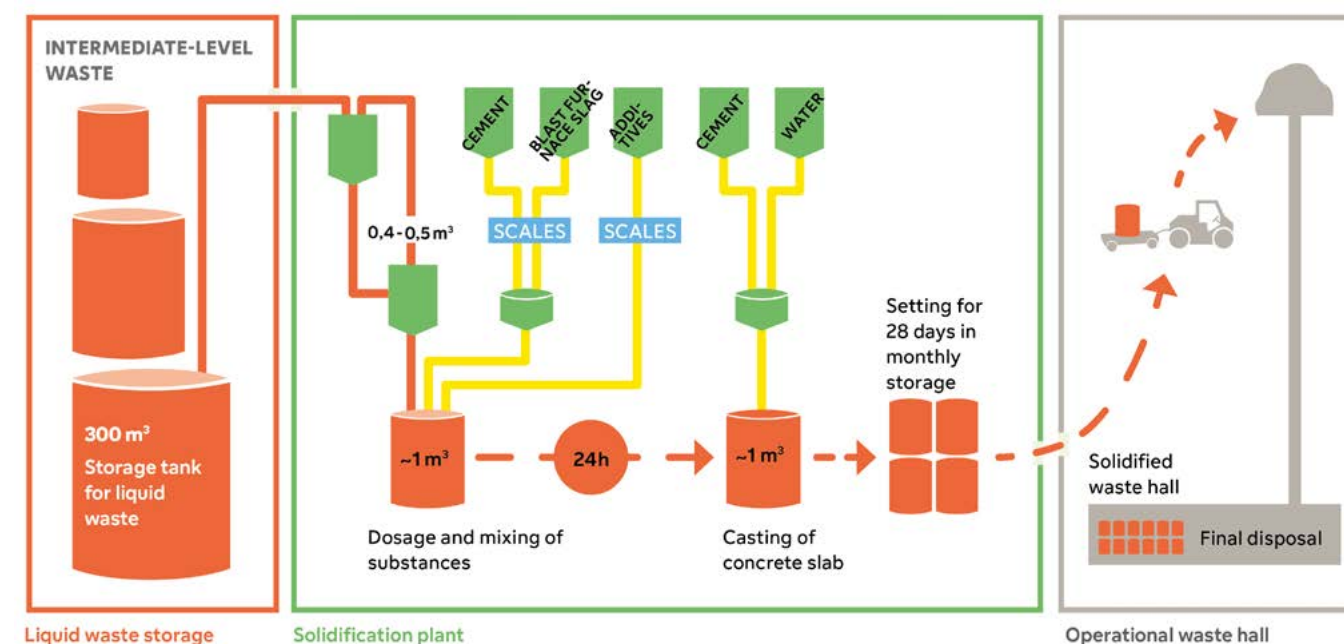 INTERMEDIATE-LEVEL
WASTE
300 m³
Storage tank
for liquid
waste
Liquid waste storage
CEMENT
BLAST FUR-
NACE SLAG
ADDI-
TIVES
CEMENT
WATER
0,4-0,5 m³
SCALES
SCALES
~1 m³
24h
~1 m³
Dosage and mixing of
substances
Casting of
concrete slab
Setting for
28 days in
monthly
storage
Solidification plant
Solidified
waste hall
Final disposal
Operational waste hall